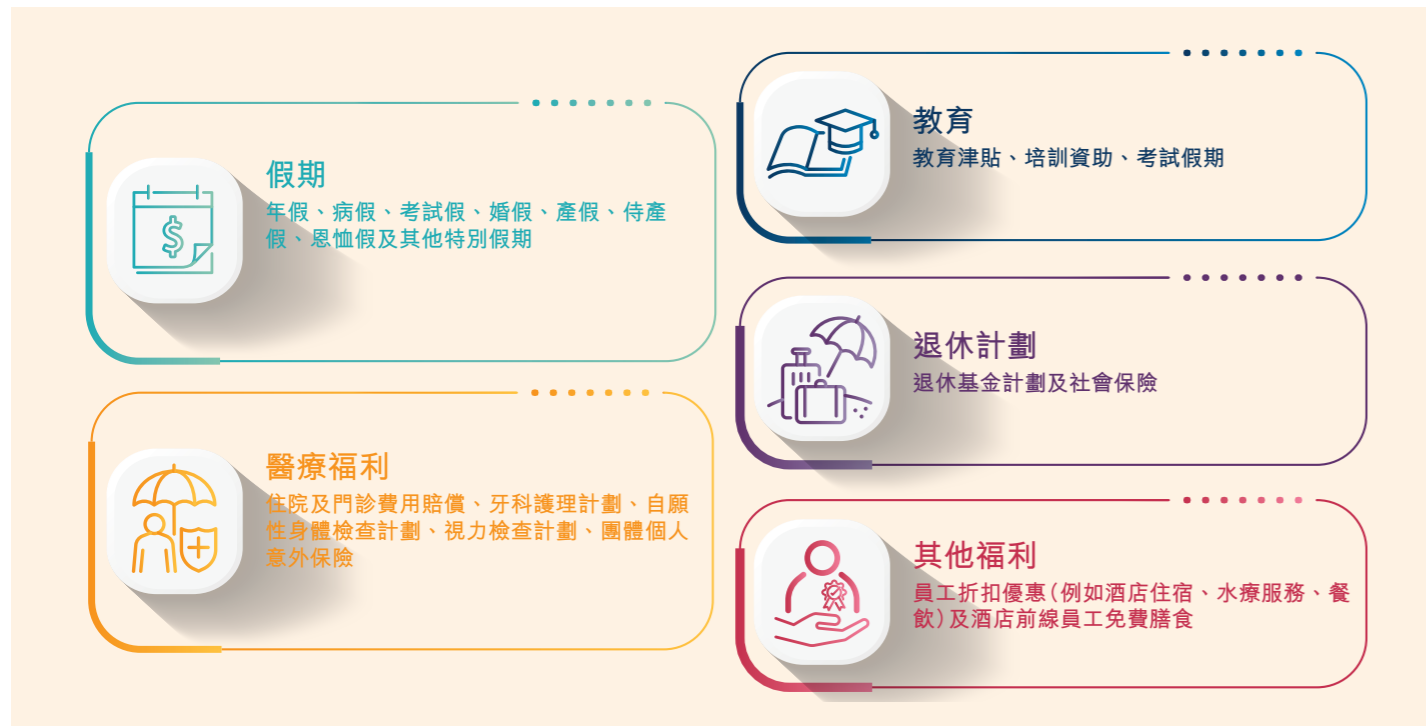 假期
年假、病假、考試假、婚假、產假、侍產
假、恩恤假及其他特別假期
醫療福利
住院及門診費用賠償、牙科護理計劃、自願
性身體檢查計劃、視力檢查計劃、團體個人
意外保險
教育
教育津貼、培訓資助、考試假期
退休計劃
退休基金計劃及社會保險
其他福利
員工折扣優惠(例如酒店住宿、水療服務、餐
飲)及酒店前線員工免費膳食